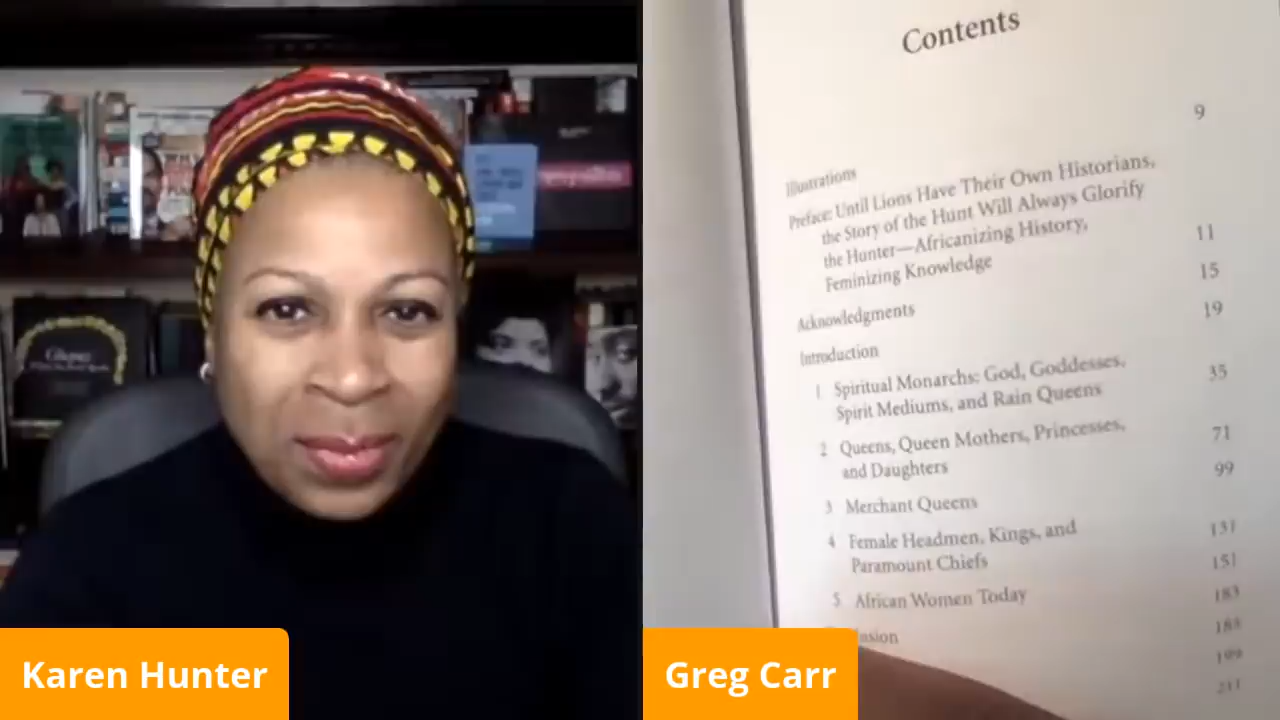 Contents
Illustrations 9
Preface: Until Lions Have Their Own Historians,
the Story of the Hunt Will Always Glorify
the Hunter—Africanizing History,
Feminizing Knowledge 11
Acknowledgments 15
Introduction 19
1 Spiritual Monarchs: God, Goddesses,
Spirit Mediums, and Rain Queens 35
2 Queens, Queen Mothers, Princesses,
and Daughters 71
3 Merchant Queens 99
4 Female Headmen, Kings, and
Paramount Chiefs 131
5 African Women Today 151
183
188
199
211
Karen Hunter
Greg Carr